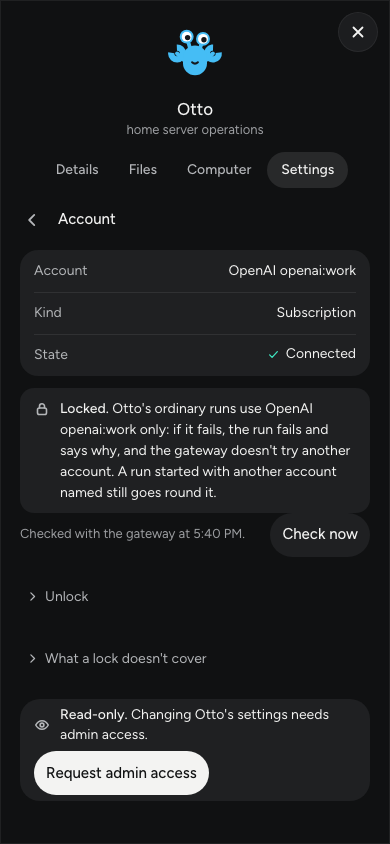 Otto
home server operations
Details
Files
Computer
Settings
Account
Account
OpenAI openai:work
Kind
Subscription
State
Connected
Locked. Otto's ordinary runs use OpenAI
openai:work only: if it fails, the run fails and
says why, and the gateway doesn't try another
account. A run started with another account
named still goes round it.
Checked with the gateway at 5:40 PM.
Check now
Unlock
What a lock doesn't cover
Read-only. Changing Otto's settings needs
admin access.
Request admin access